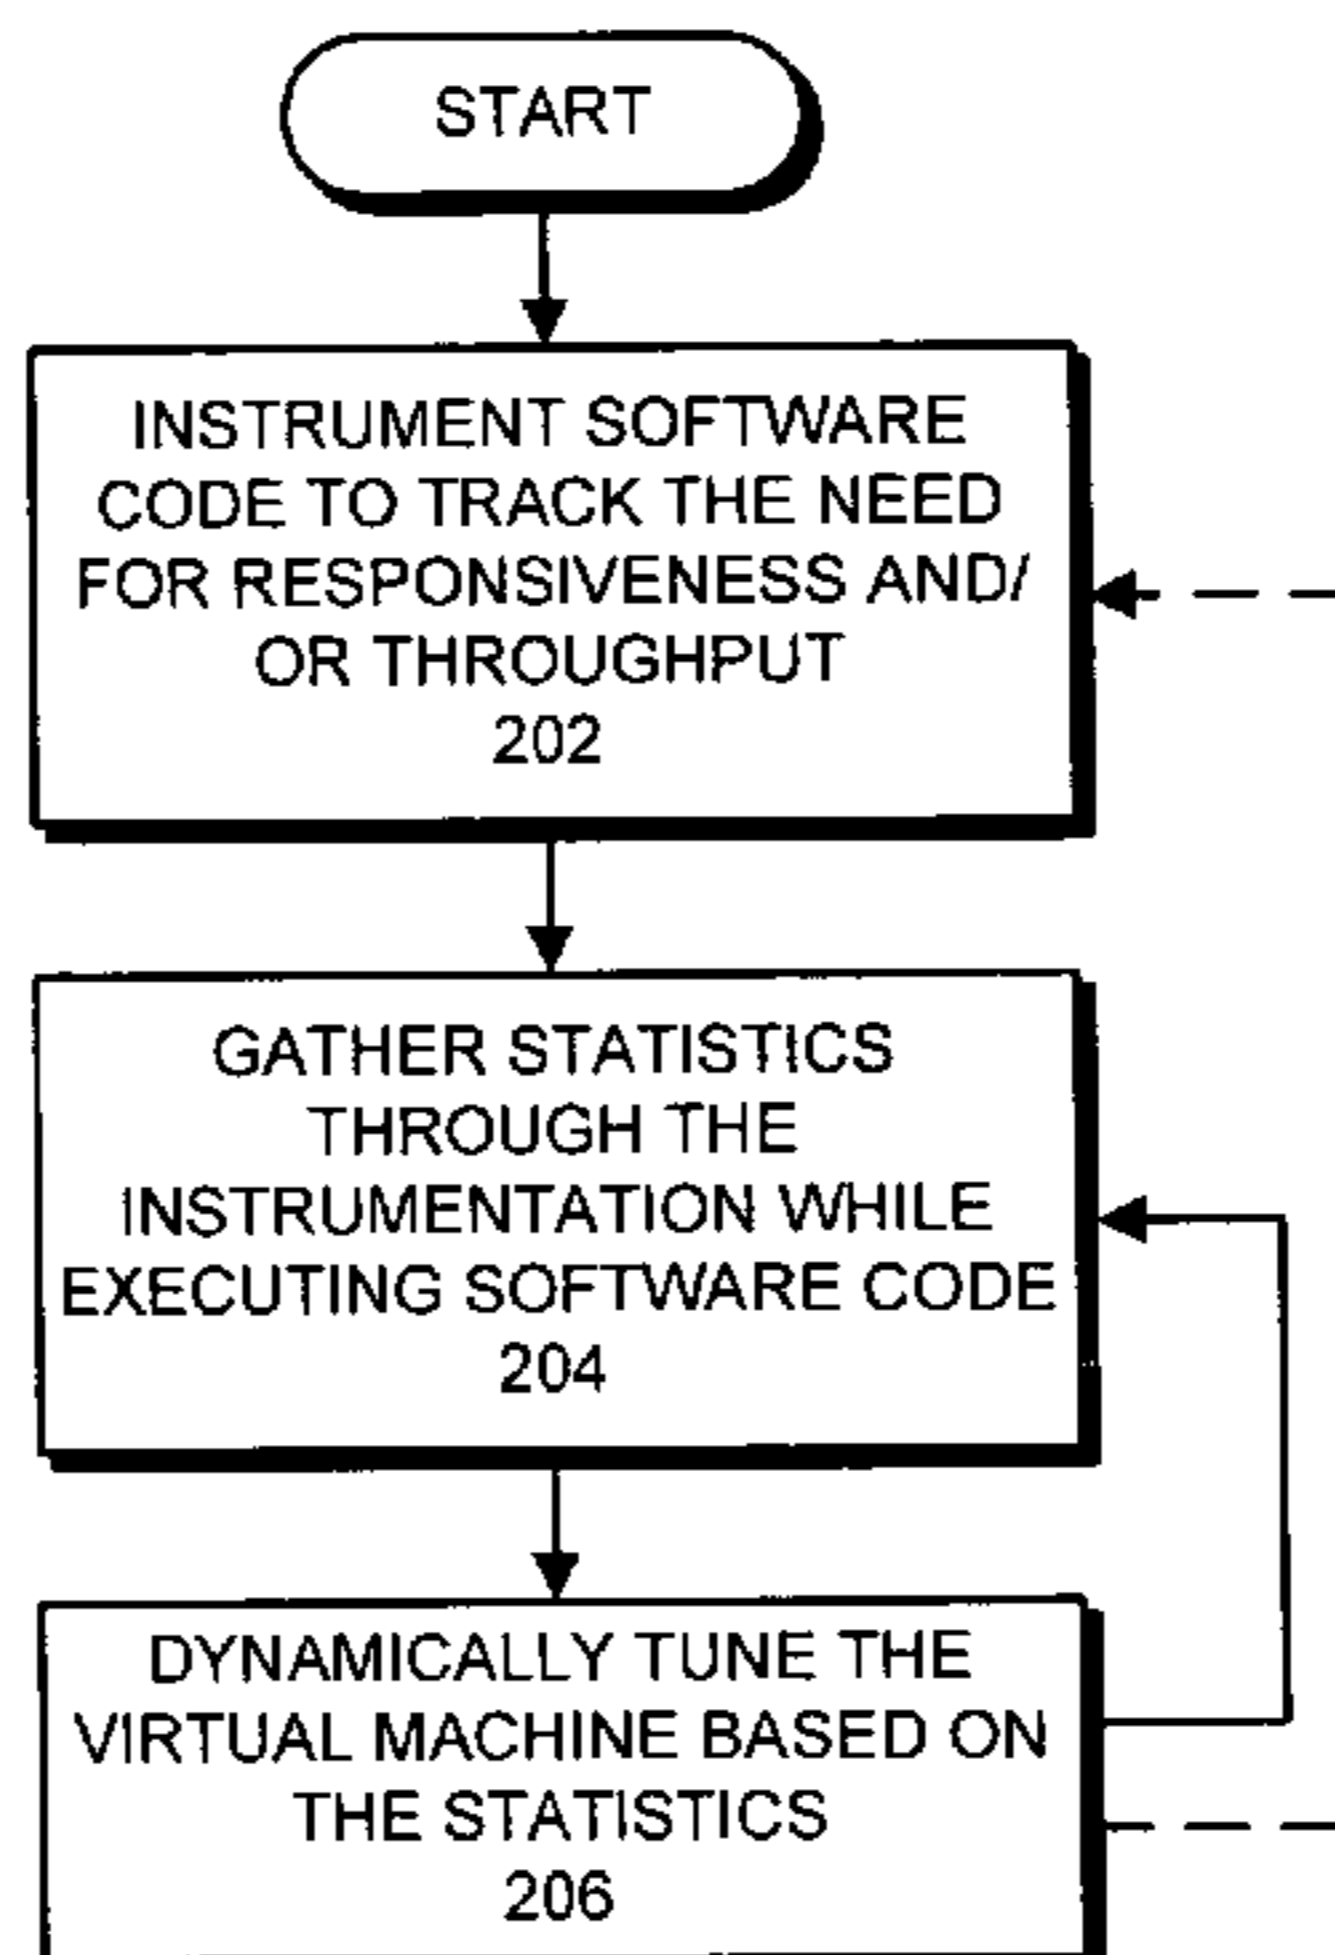 START
INSTRUMENT SOFTWARE
CODE TO TRACK THE NEED
FOR RESPONSIVENESS AND/
OR THROUGHPUT
202
GATHER STATISTICS
THROUGH THE
INSTRUMENTATION WHILE
EXECUTING SOFTWARE CODE
204
DYNAMICALLY TUNE THE
VIRTUAL MACHINE BASED ON
THE STATISTICS
206